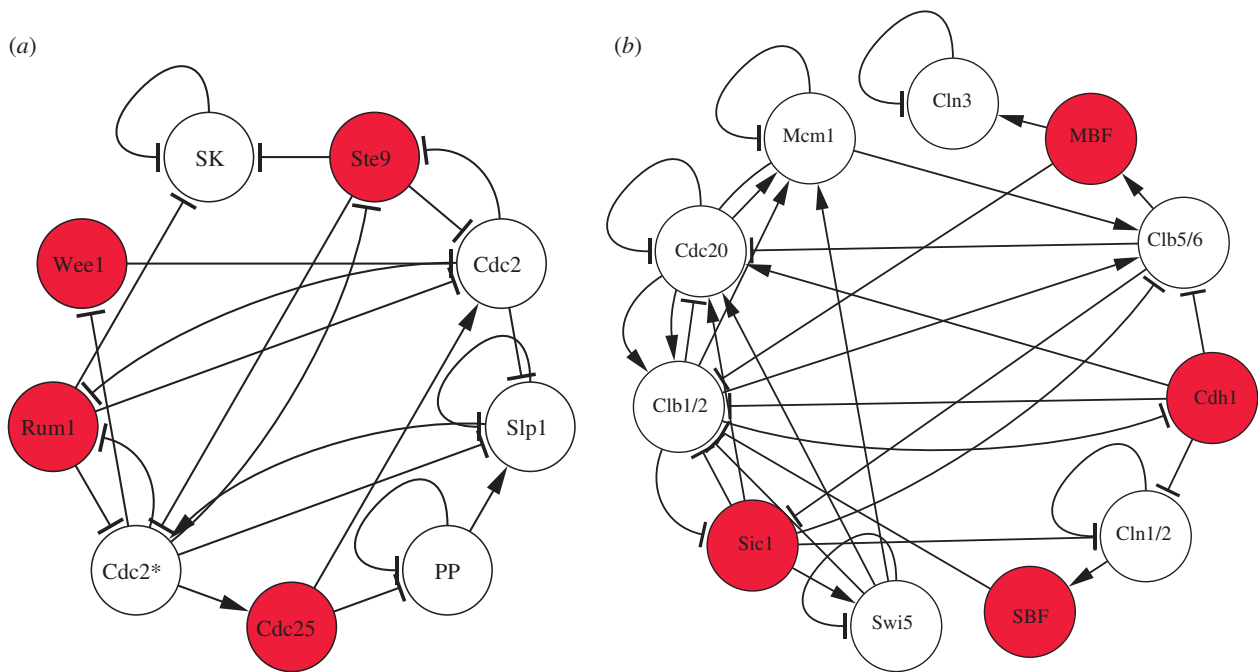 (a)
SK
Ste9
Wee1
Cdc2
Rum1
Slp1
Cdc2*
PP
Cdc25
(b)
Cln3
Mcm1
MBF
Cdc20
Clb5/6
Clb1/2
Cdh1
Sic1
Cln1/2
SBF
Swi5